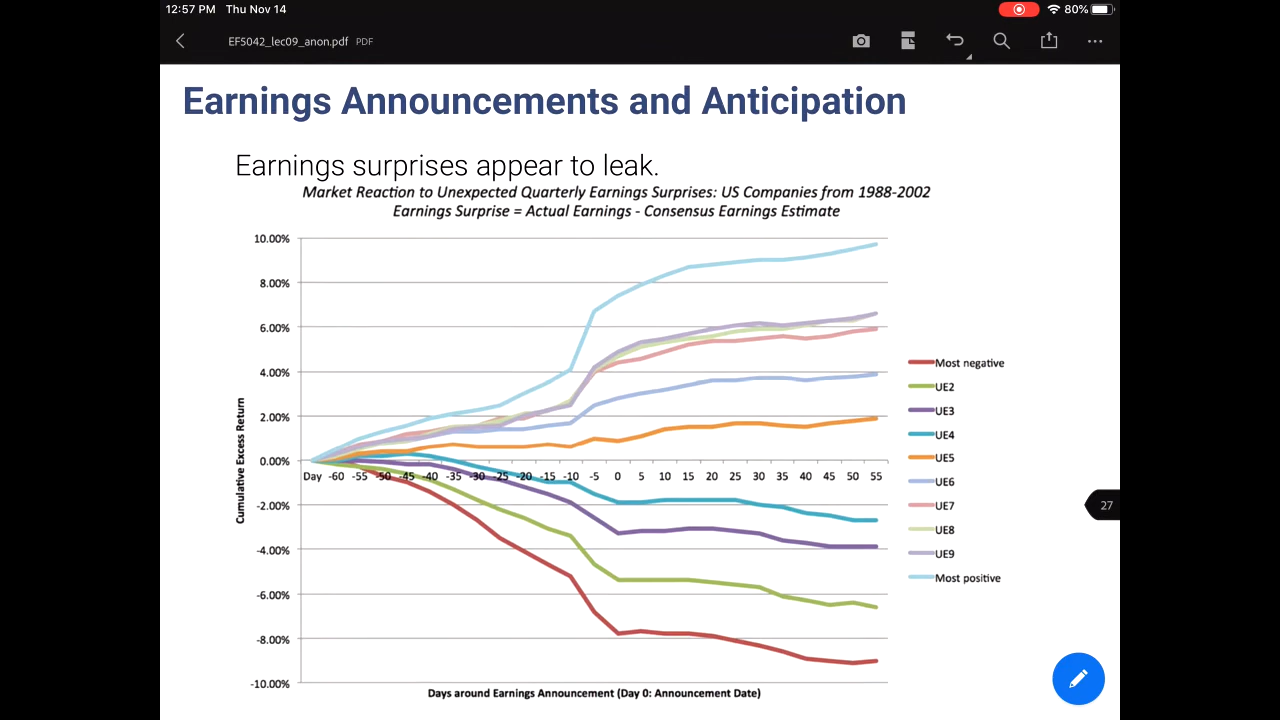 12:57 PM Thu Nov 14
80%
EF5042_lec09_anon.pdf PDF
Earnings Announcements and Anticipation
Earnings surprises appear to leak.
Market Reaction to Unexpected Quarterly Earnings Surprises: US Companies from 1988-2002
Earnings Surprise = Actual Earnings - Consensus Earnings Estimate
10.00%
8.00%
6.00%
4.00%
2.00%
0.00%
-2.00%
-4.00%
-6.00%
-8.00%
-10.00%
Cumulative Excess Return
Day -60 -55 -50 -45 -40 -35 -30 -25 -20 -15 -10 -5 0 5 10 15 20 25 30 35 40 45 50 55
Days around Earnings Announcement (Day 0: Announcement Date)
Most negative
UE2
UE3
UE4
UE5
UE6
UE7
UE8
UE9
Most positive
27